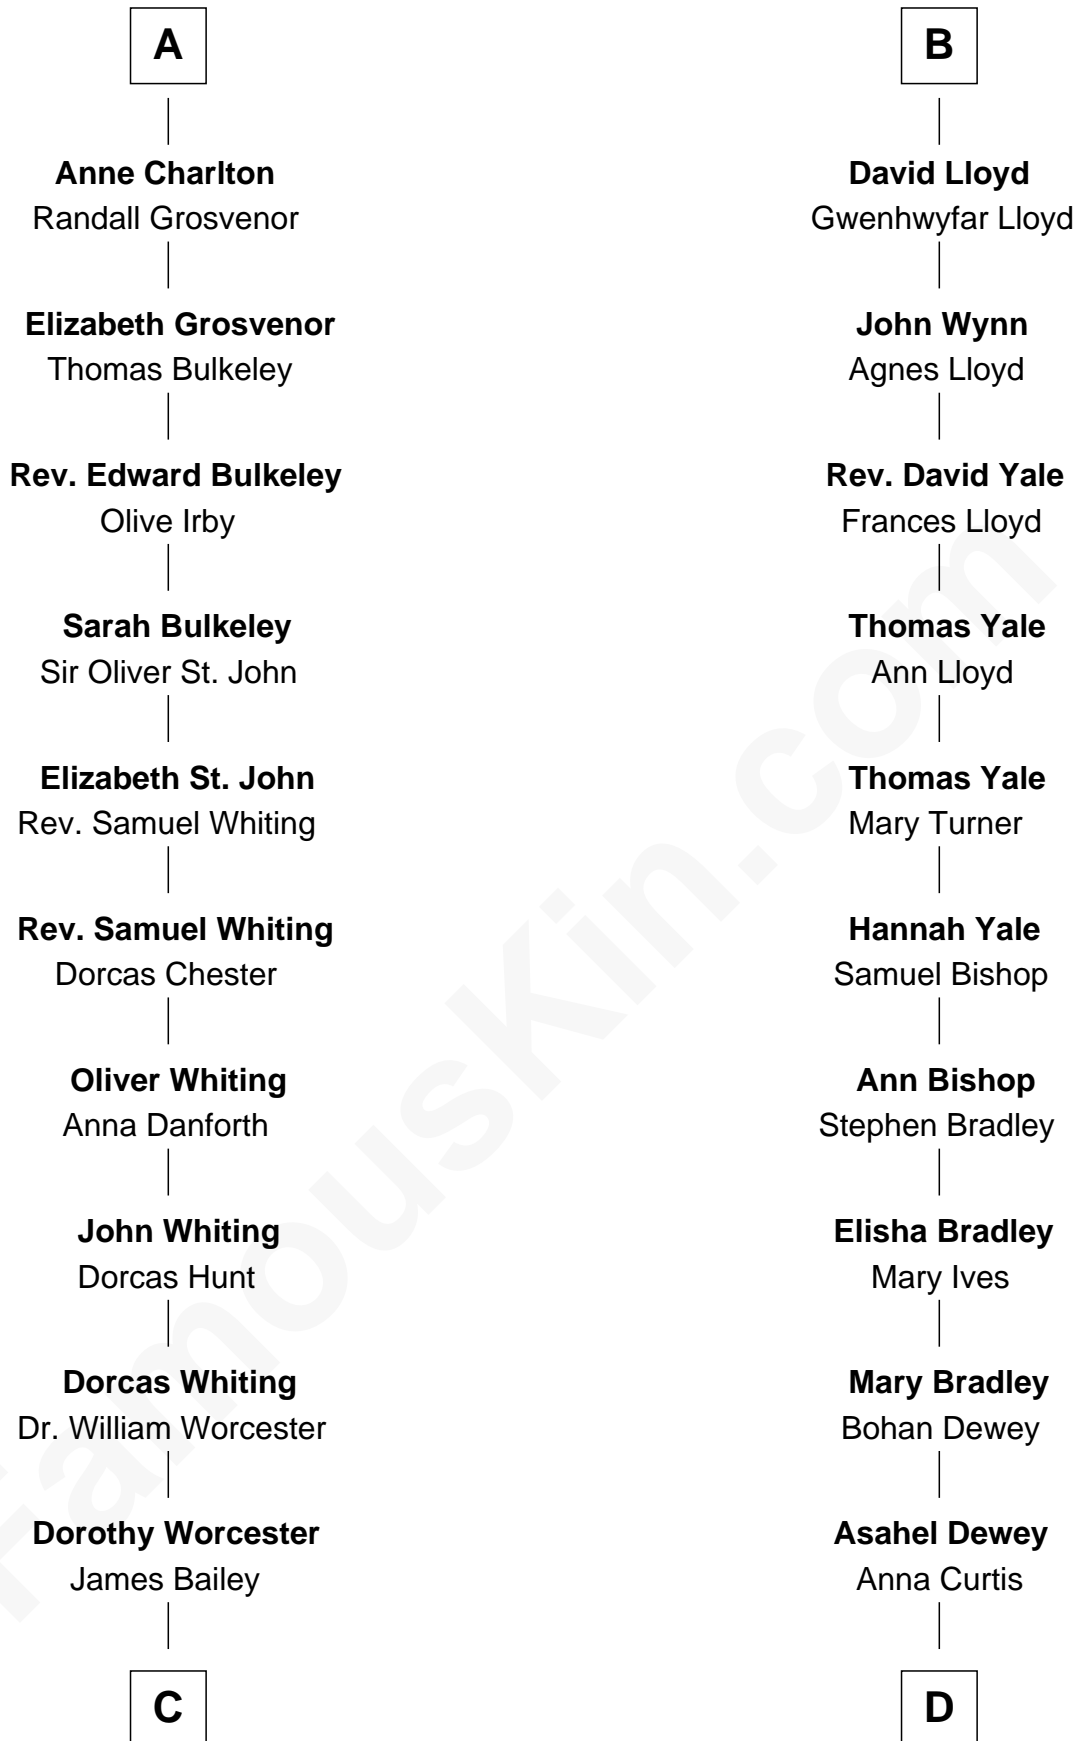 A
Anne Charlton
Randall Grosvenor
Elizabeth Grosvenor
Thomas Bulkeley
Rev. Edward Bulkeley
Olive Irby
Sarah Bulkeley
Sir Oliver St. John
Elizabeth St. John
Rev. Samuel Whiting
Rev. Samuel Whiting
Dorcas Chester
Oliver Whiting
Anna Danforth
John Whiting
Dorcas Hunt
Dorcas Whiting
Dr. William Worcester
Dorothy Worcester
James Bailey
C
B
David Lloyd
Gwenhwyfar Lloyd
John Wynn
Agnes Lloyd
Rev. David Yale
Frances Lloyd
Thomas Yale
Ann Lloyd
Thomas Yale
Mary Turner
Hannah Yale
Samuel Bishop
Ann Bishop
Stephen Bradley
Elisha Bradley
Mary Ives
Mary Bradley
Bohan Dewey
Asahel Dewey
Anna Curtis
D
FamousKin.com